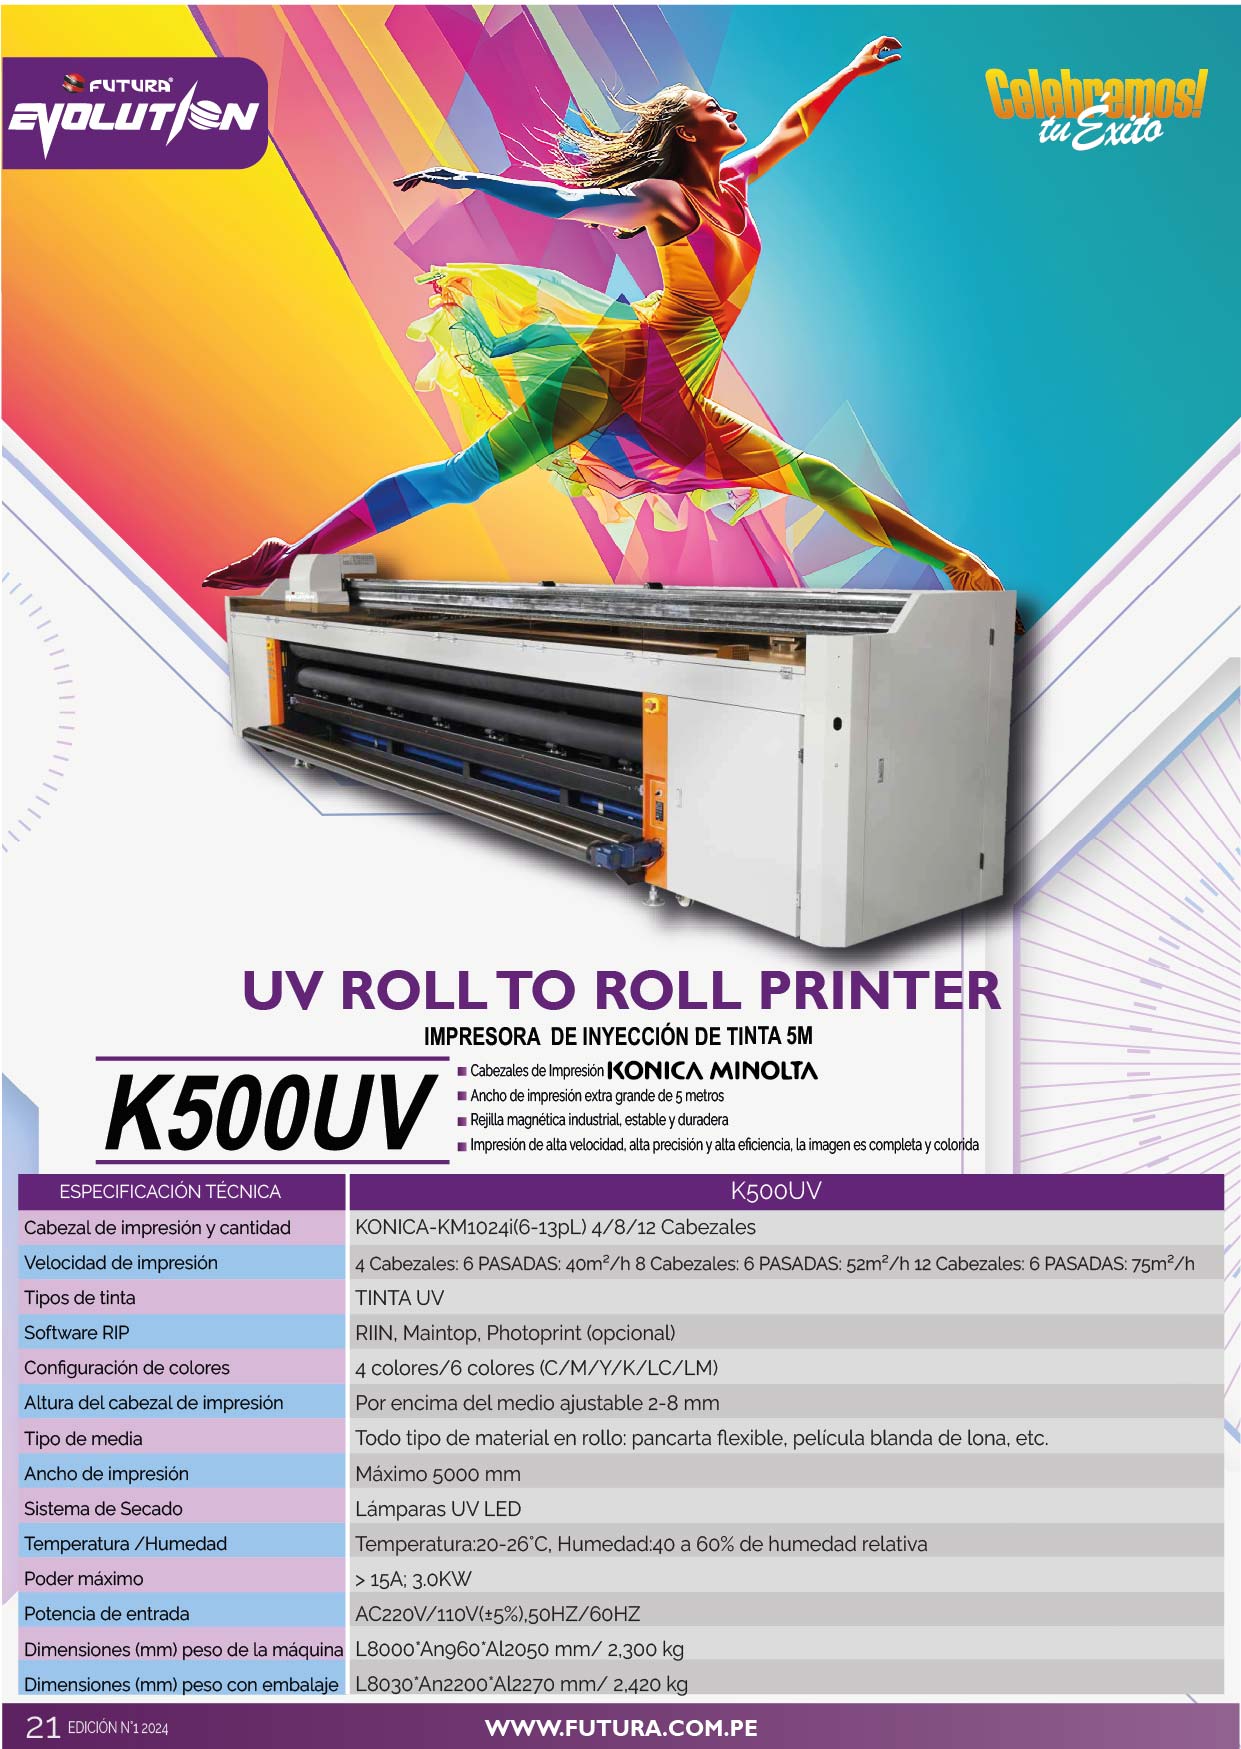 FUTURA®
EVOLUTION
Celebremos!
tu Éxito
UV ROLL TO ROLL PRINTER
IMPRESORA DE INYECCIÓN DE TINTA 5M
K500UV
Cabezales de Impresión KONICA MINOLTA
Ancho de impresión extra grande de 5 metros
Rejilla magnética industrial, estable y duradera
Impresión de alta velocidad, alta precisión y alta eficiencia, la imagen es completa y colorida
ESPECIFICACIÓN TÉCNICA K500UV
Cabezal de impresión y cantidad KONICA-KM1024i(6-13pL) 4/8/12 Cabezales
Velocidad de impresión 4 Cabezales: 6 PASADAS: 40m²/h 8 Cabezales: 6 PASADAS: 52m²/h 12 Cabezales: 6 PASADAS: 75m²/h
Tipos de tinta TINTA UV
Software RIP RIIN, Maintop, Photoprint (opcional)
Configuración de colores 4 colores/6 colores (C/M/Y/K/LC/LM)
Altura del cabezal de impresión Por encima del medio ajustable 2-8 mm
Tipo de media Todo tipo de material en rollo: pancarta flexible, película blanda de lona, etc.
Ancho de impresión Máximo 5000 mm
Sistema de Secado Lámparas UV LED
Temperatura /Humedad Temperatura:20-26°C, Humedad:40 a 60% de humedad relativa
Poder máximo > 15A; 3.0KW
Potencia de entrada AC220V/110V(±5%),50HZ/60HZ
Dimensiones (mm) peso de la máquina L8000*An960*Al2050 mm/ 2,300 kg
Dimensiones (mm) peso con embalaje L8030*An2200*Al2270 mm/ 2,420 kg
21 EDICIÓN N°1 2024 WWW.FUTURA.COM.PE